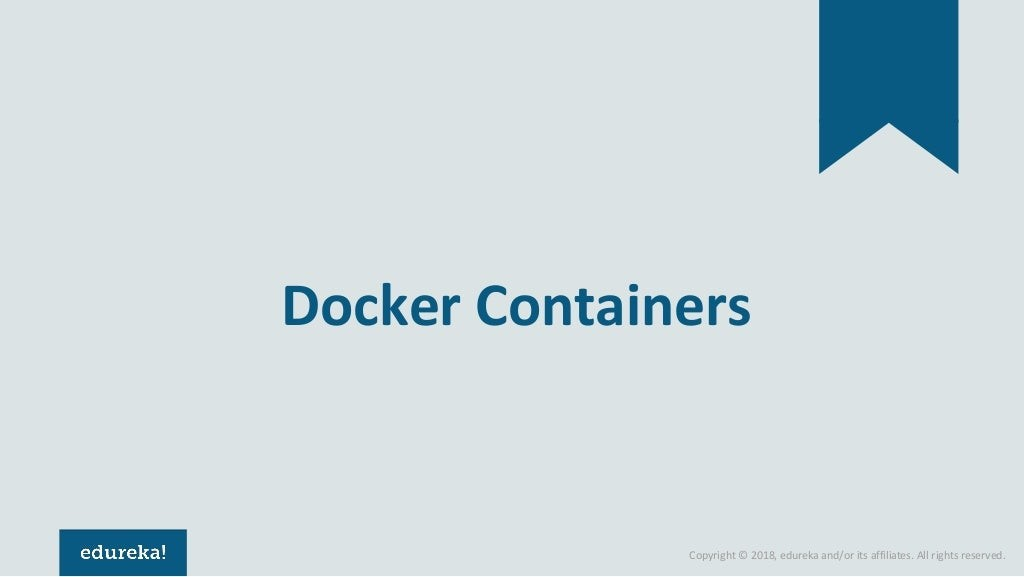 Docker Containers
edureka!
Copyright © 2018, edureka and/or its affiliates. All rights reserved.